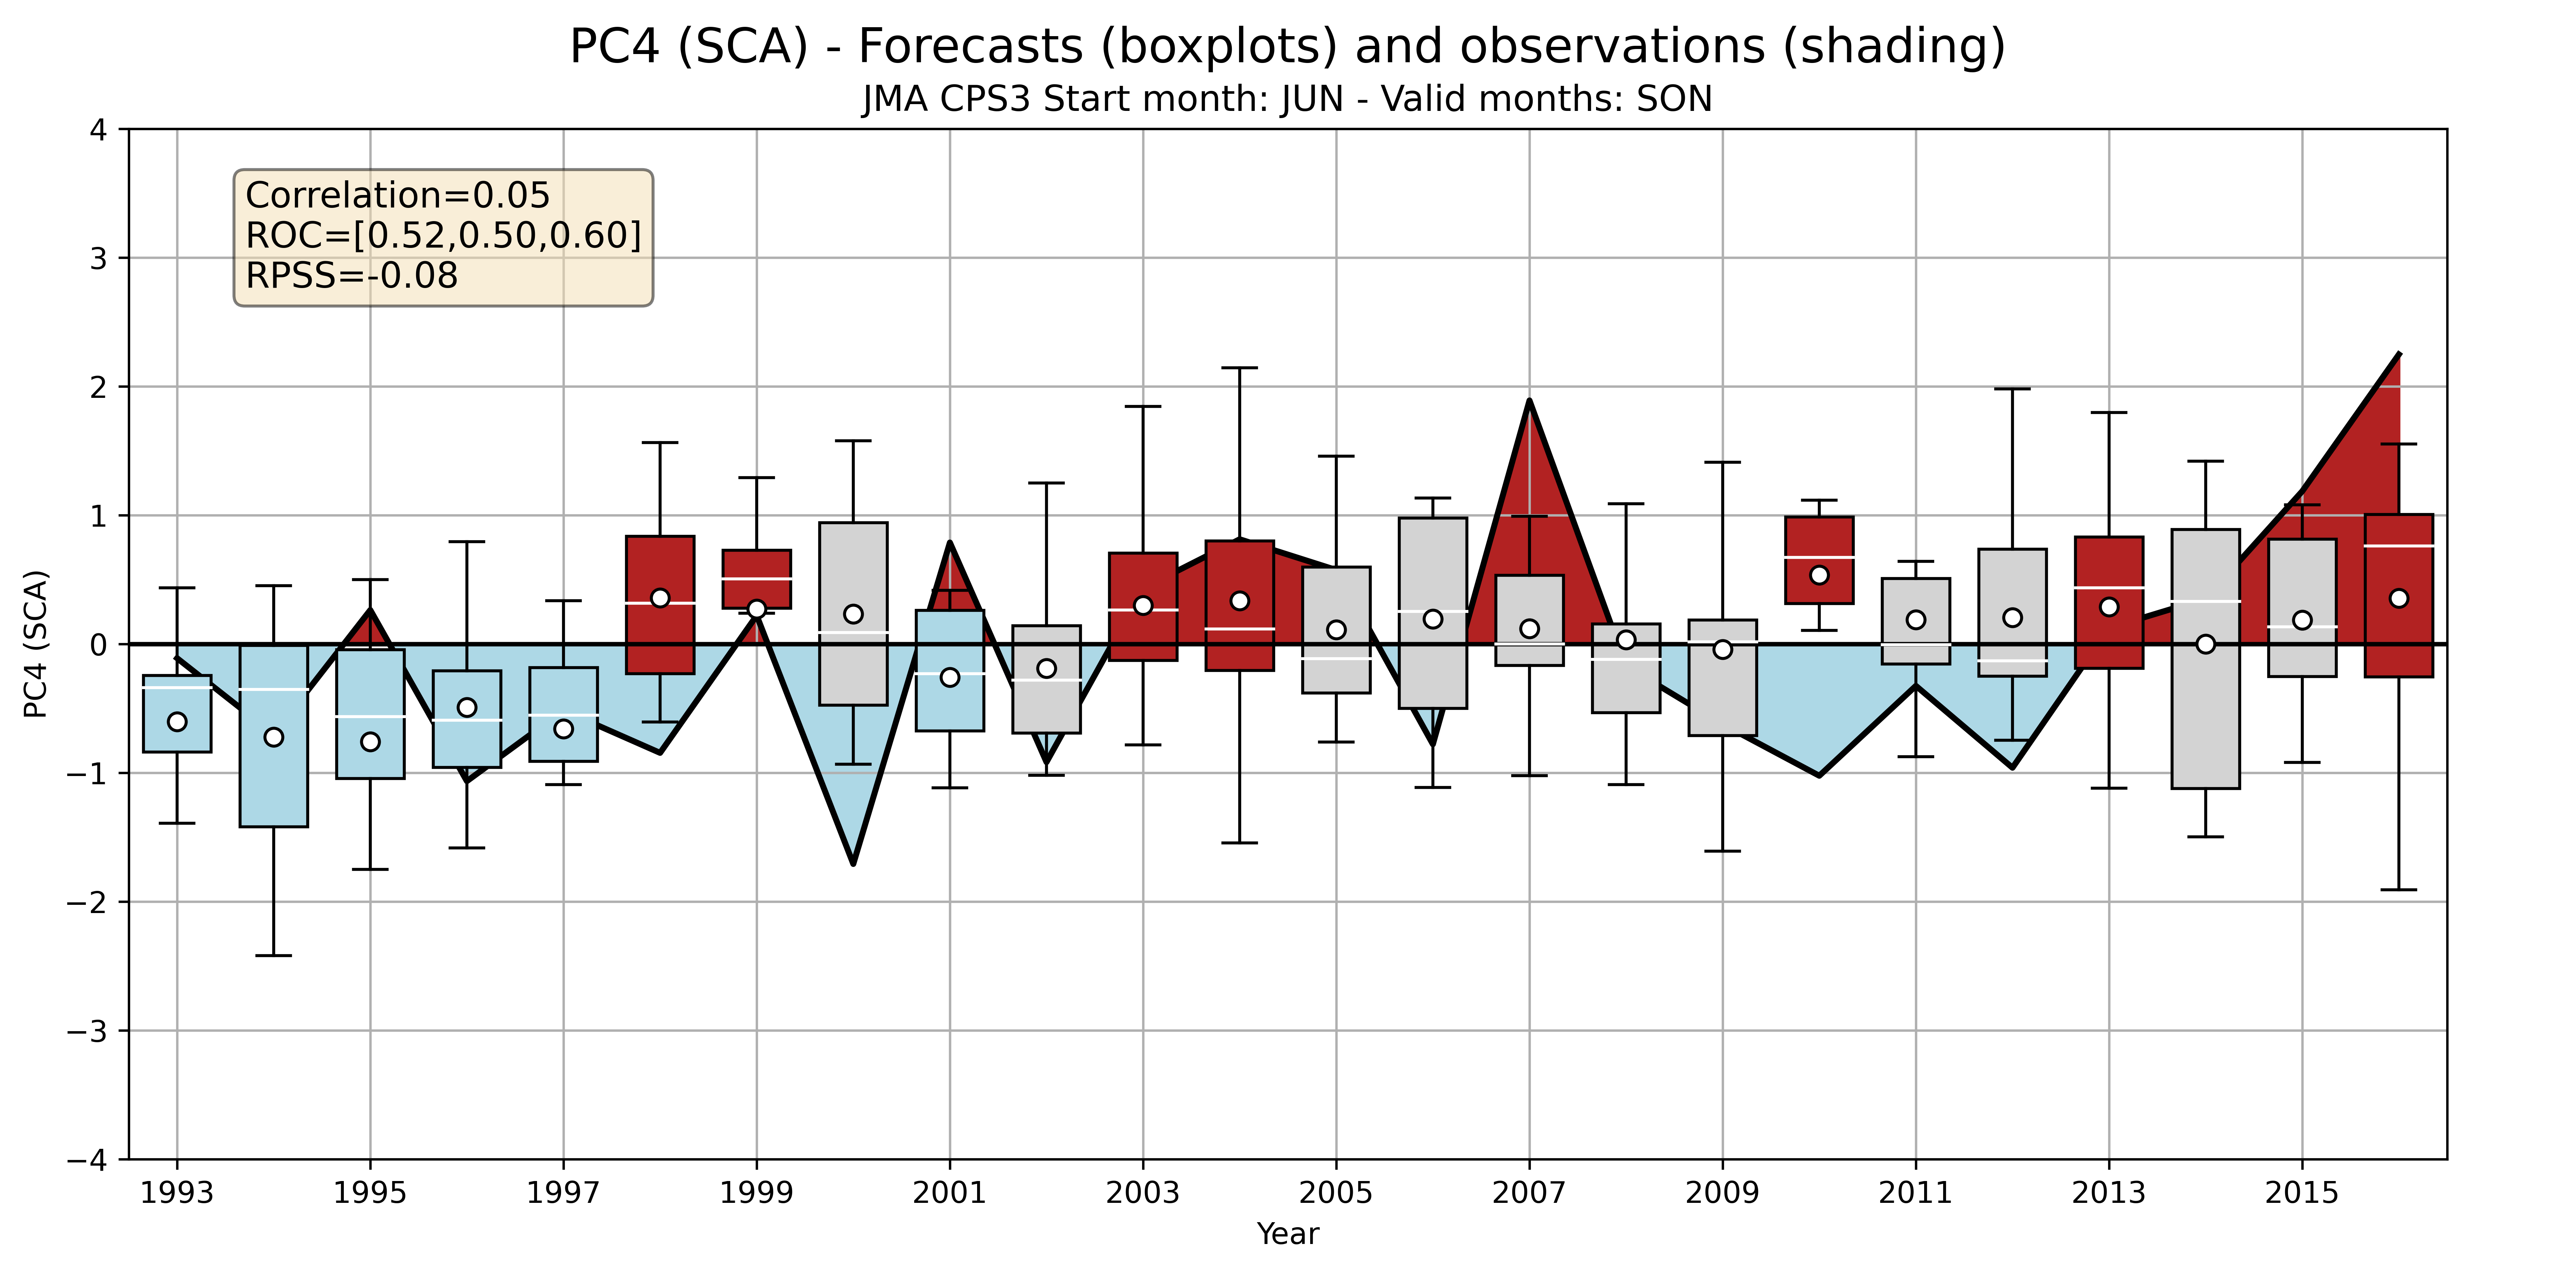 PC4 (SCA) - Forecasts (boxplots) and observations (shading)
JMA CPS3 Start month: JUN - Valid months: SON
Correlation=0.05
ROC=[0.52,0.50,0.60]
RPSS=-0.08
PC4 (SCA)
4
3
2
1
0
−1
−2
−3
−4
1993 1995 1997 1999 2001 2003 2005 2007 2009 2011 2013 2015
Year